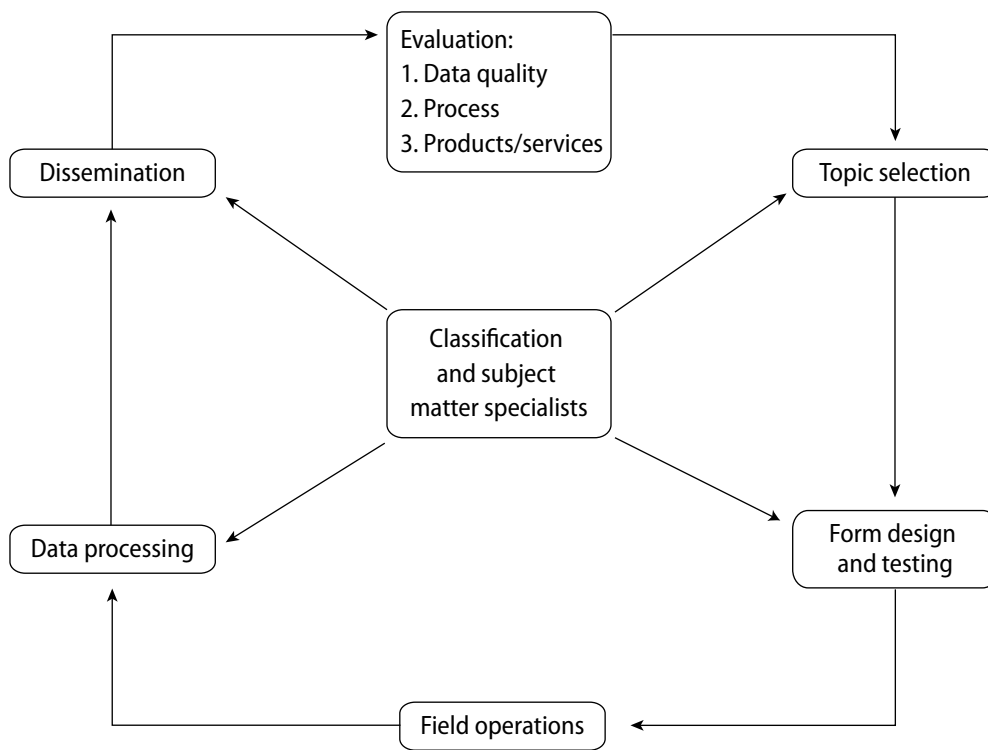 Evaluation:
1. Data quality
2. Process
3. Products/services
Dissemination
Topic selection
Classification
and subject
matter specialists
Data processing
Form design
and testing
Field operations